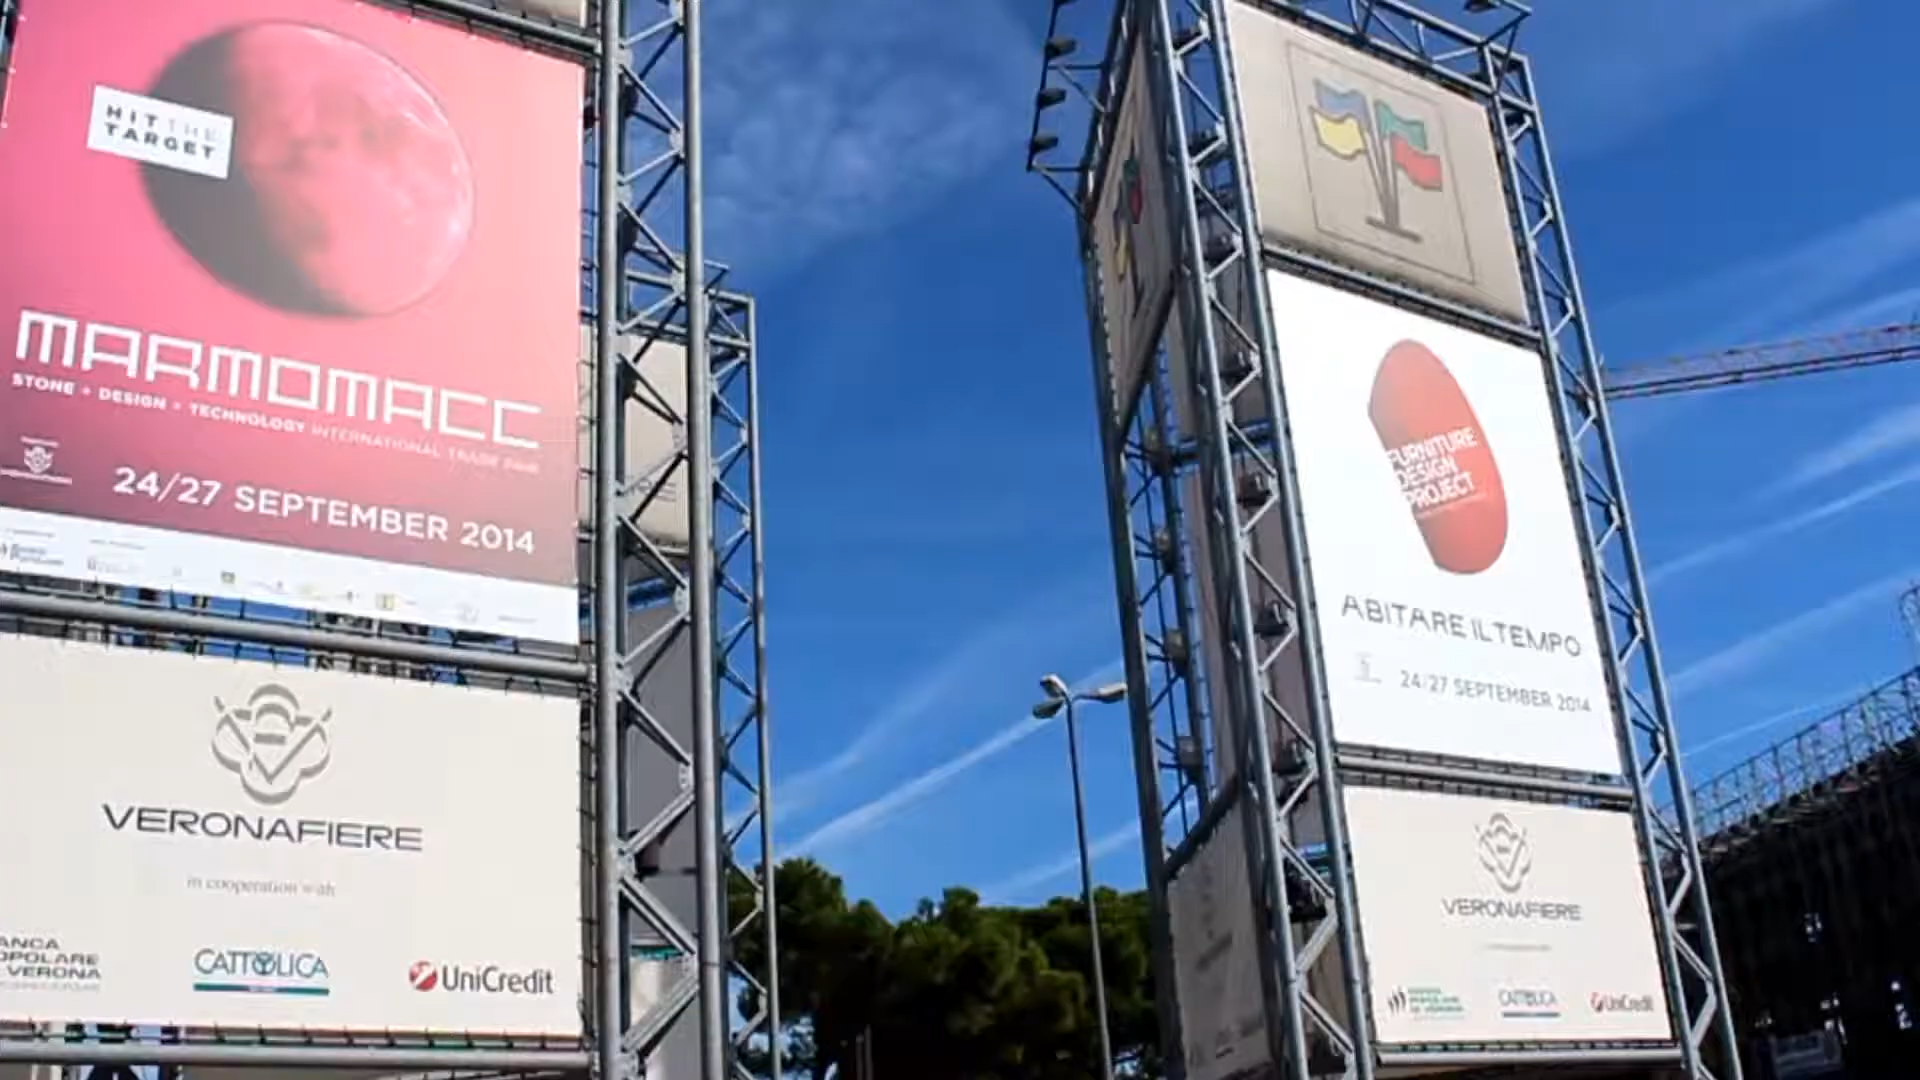 HIT THE
TARGET
MARMOMACC
STONE + DESIGN + TECHNOLOGY INTERNATIONAL TRADE FAIR
24/27 SEPTEMBER 2014
VERONAFIERE
in cooperation with
VERONA
CATTOLICA
UniCredit
FURNITURE
DESIGN
PROJECT
ABITARE IL TEMPO
24/27 SEPTEMBER 2014
VERONAFIERE
CATTOLICA
UniCredit